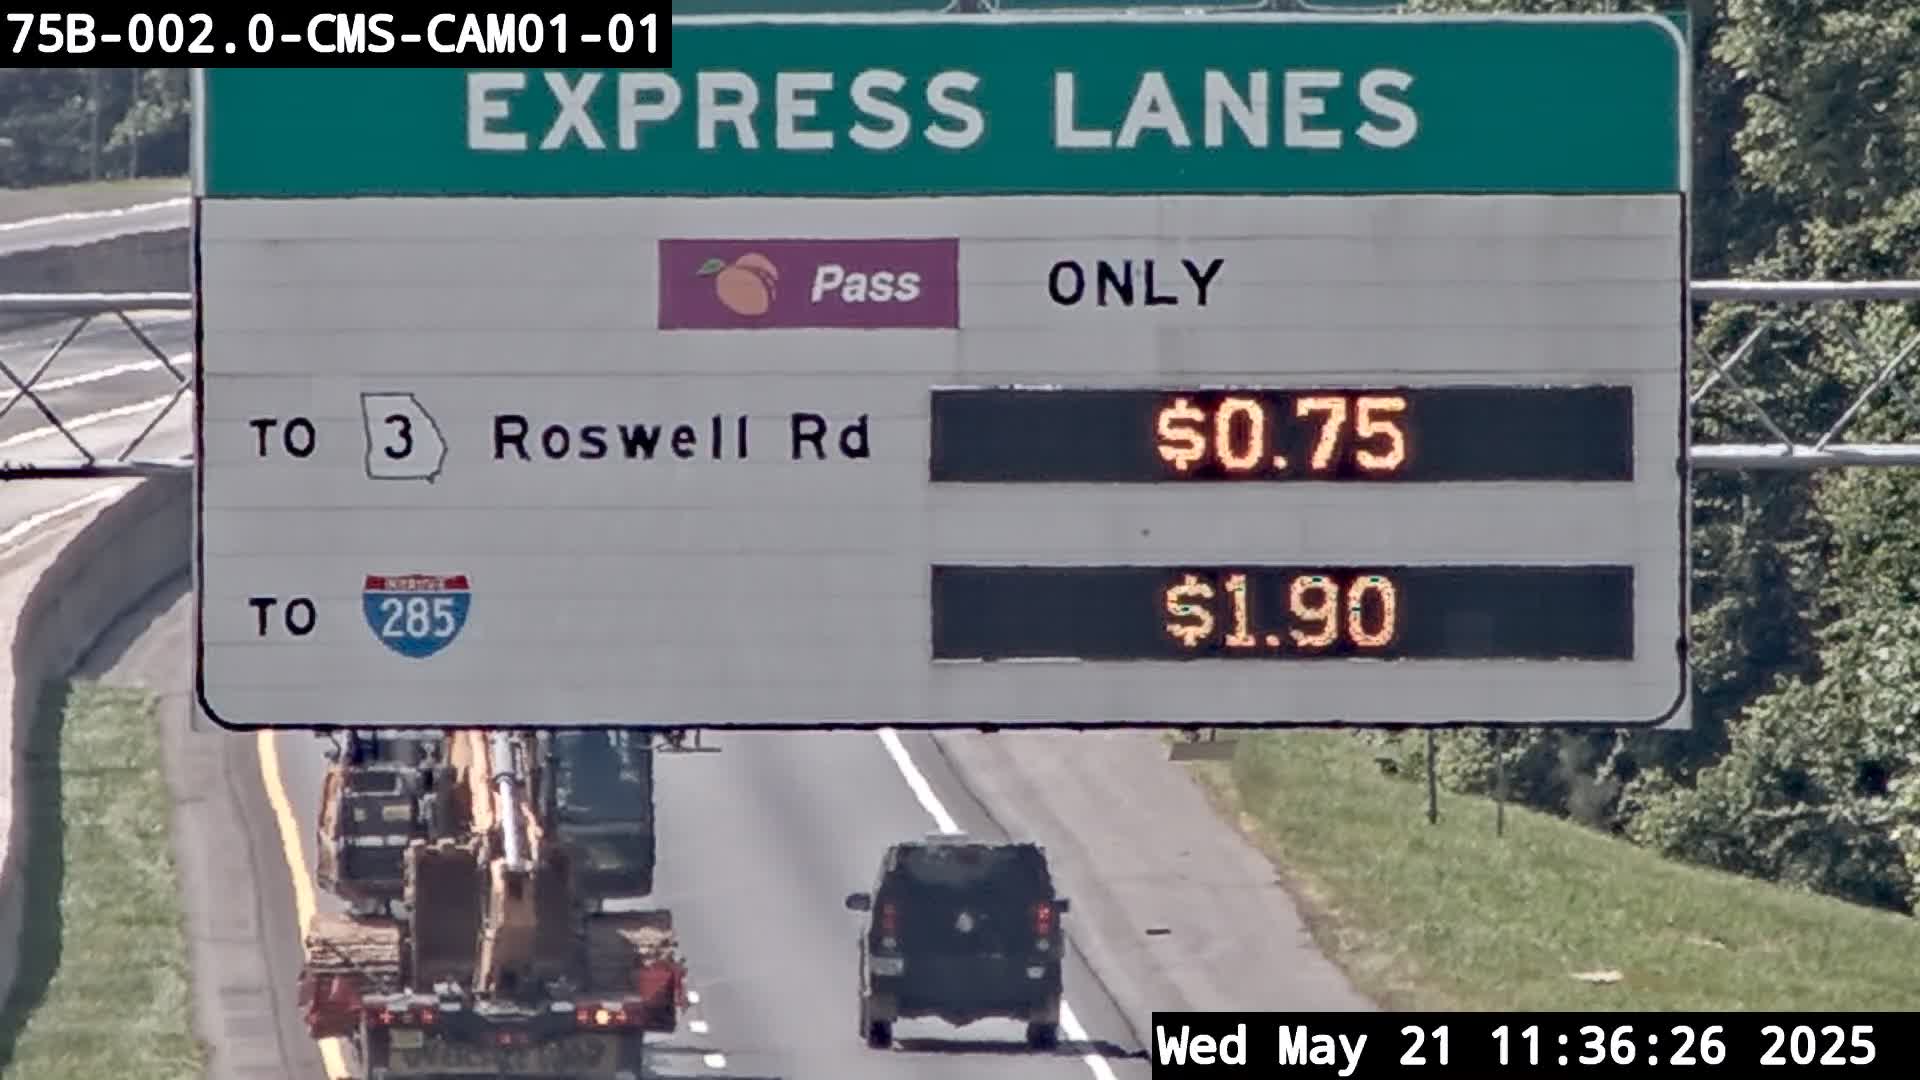 75B-002.0-CMS-CAM01-01
EXPRESS LANES
Pass ONLY
TO 3 Roswell Rd $0.75
INTERSTATE
TO 285 $1.90
Wed May 21 11:36:26 2025